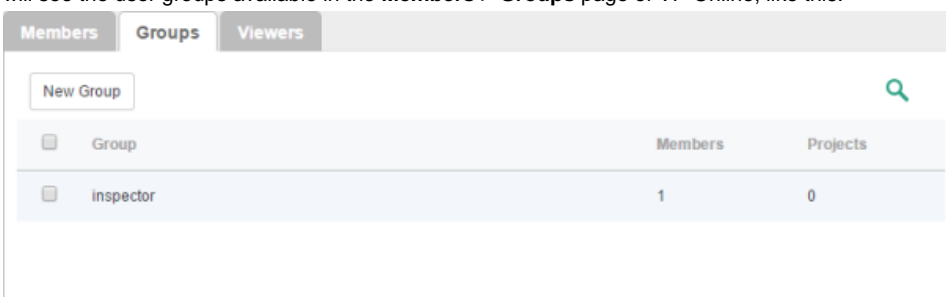 Members Groups Viewers
New Group
Group Members Projects
inspector 1 0